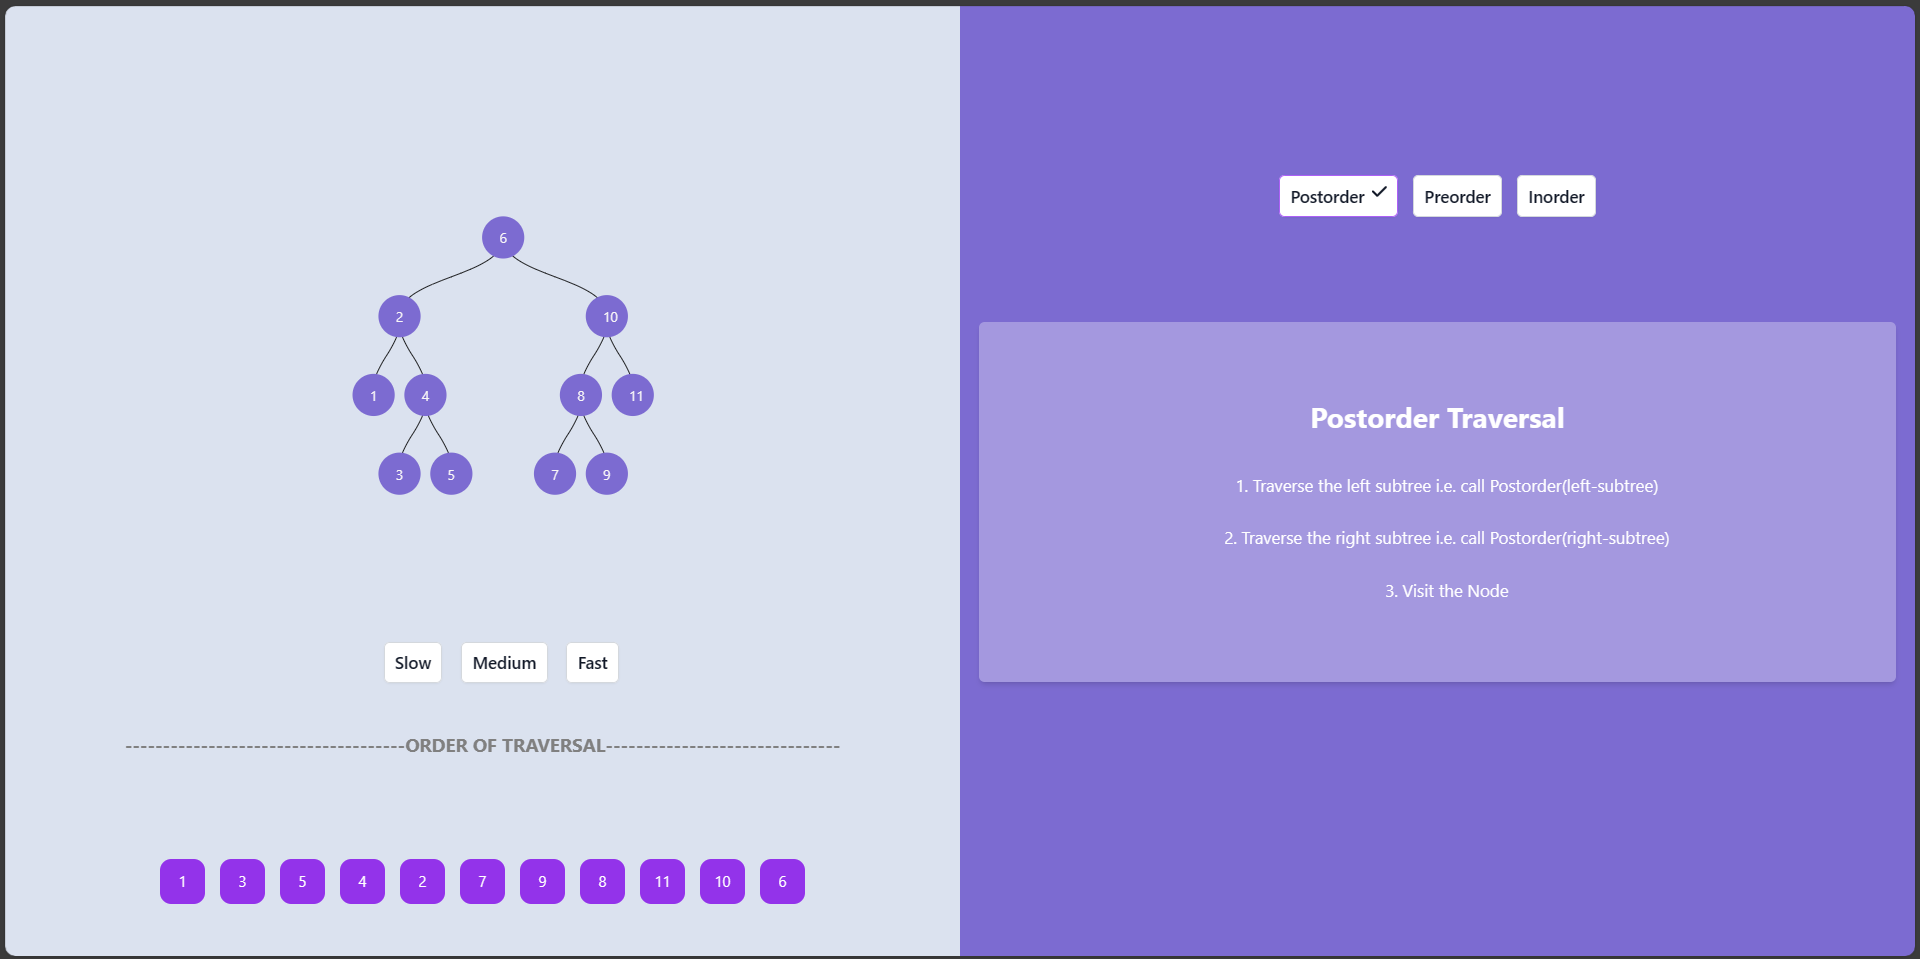 6
2 10
1 4 8 11
3 5 7 9
Slow Medium Fast
-------------------------------------ORDER OF TRAVERSAL-------------------------------
1 3 5 4 2 7 9 8 11 10 6
Postorder Preorder Inorder
Postorder Traversal
1. Traverse the left subtree i.e. call Postorder(left-subtree)
2. Traverse the right subtree i.e. call Postorder(right-subtree)
3. Visit the Node